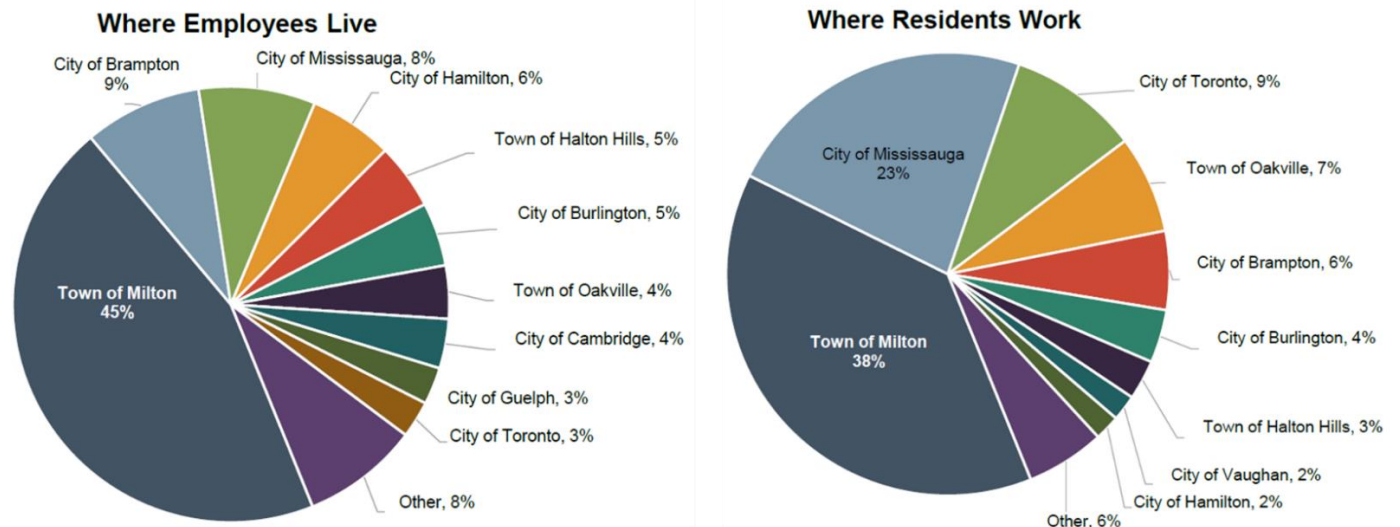 Where Employees Live
City of Brampton
9%
City of Mississauga, 8%
City of Hamilton, 6%
Town of Halton Hills, 5%
City of Burlington, 5%
Town of Oakville, 4%
City of Cambridge, 4%
City of Guelph, 3%
City of Toronto, 3%
Other, 8%
Town of Milton
45%
Where Residents Work
City of Mississauga
23%
City of Toronto, 9%
Town of Oakville, 7%
City of Brampton, 6%
City of Burlington, 4%
Town of Halton Hills, 3%
City of Vaughan, 2%
City of Hamilton, 2%
Other, 6%
Town of Milton
38%